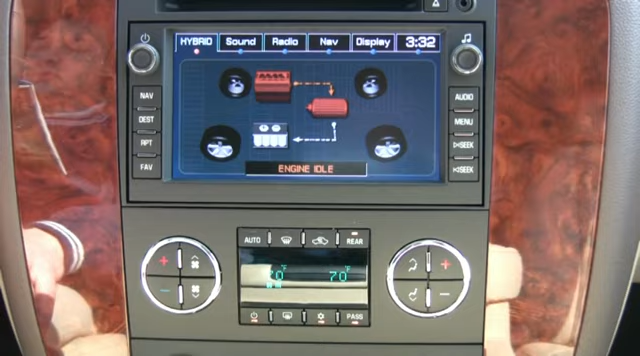 HYBRID Sound Radio Nav Display 3:32
NAV
DEST
RPT
FAV
AUDIO
MENU
SEEK
SEEK
ENGINE IDLE
AUTO REAR
70°F 70°F
PASS